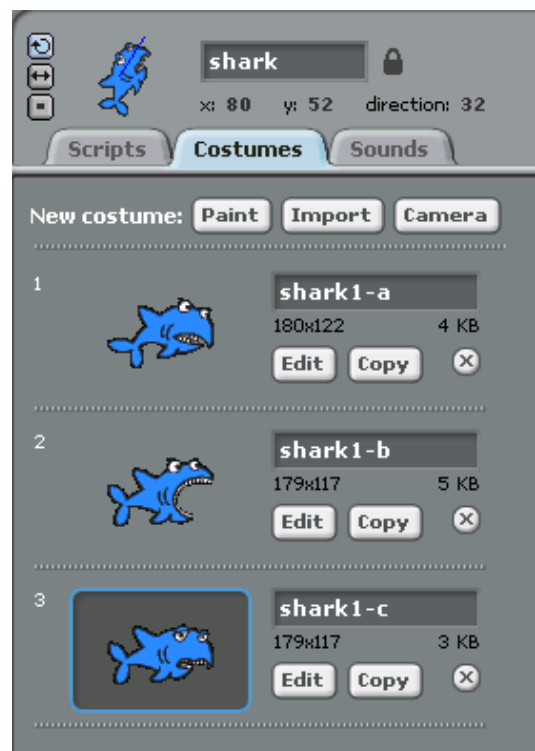 shark
x: 80 y: 52 direction: 32
Scripts Costumes Sounds
New costume: Paint Import Camera
1
shark1-a
180x122 4 KB
Edit Copy
2
shark1-b
179x117 5 KB
Edit Copy
3
shark1-c
179x117 3 KB
Edit Copy